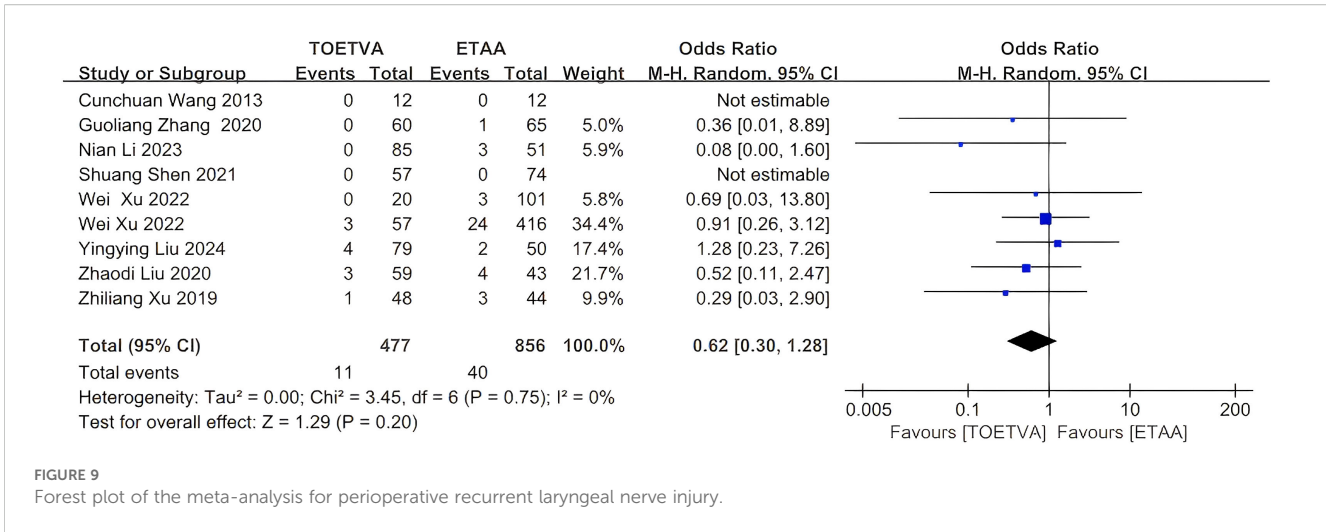 TOETVA ETAA Odds Ratio Odds Ratio
Study or Subgroup Events Total Events Total Weight M-H. Random. 95% CI M-H. Random. 95% CI
Cunchuan Wang 2013 0 12 0 12 Not estimable
Guoliang Zhang 2020 0 60 1 65 5.0% 0.36 [0.01, 8.89]
Nian Li 2023 0 85 3 51 5.9% 0.08 [0.00, 1.60]
Shuang Shen 2021 0 57 0 74 Not estimable
Wei Xu 2022 0 20 3 101 5.8% 0.69 [0.03, 13.80]
Wei Xu 2022 3 57 24 416 34.4% 0.91 [0.26, 3.12]
Yingying Liu 2024 4 79 2 50 17.4% 1.28 [0.23, 7.26]
Zhaodi Liu 2020 3 59 4 43 21.7% 0.52 [0.11, 2.47]
Zhiliang Xu 2019 1 48 3 44 9.9% 0.29 [0.03, 2.90]
Total (95% CI) 477 856 100.0% 0.62 [0.30, 1.28]
Total events 11 40
Heterogeneity: Tau² = 0.00; Chi² = 3.45, df = 6 (P = 0.75); I² = 0%
Test for overall effect: Z = 1.29 (P = 0.20)
0.005 0.1 1 10 200
Favours [TOETVA] Favours [ETAA]
FIGURE 9
Forest plot of the meta-analysis for perioperative recurrent laryngeal nerve injury.